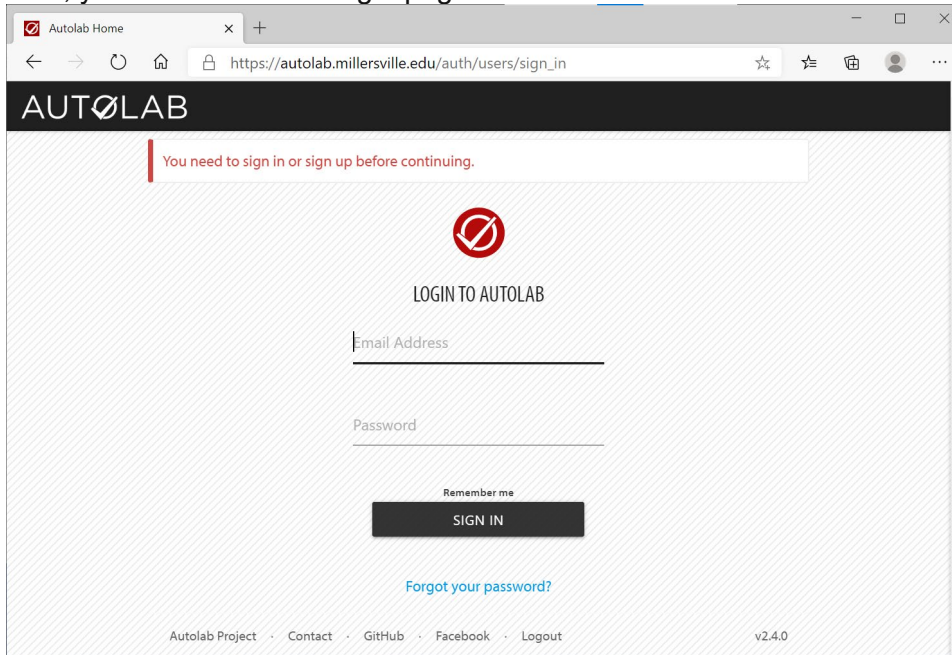 Autolab Home
https://autolab.millersville.edu/auth/users/sign_in
AUTOLAB
You need to sign in or sign up before continuing.
LOGIN TO AUTOLAB
Email Address
Password
Remember me
SIGN IN
Forgot your password?
Autolab Project · Contact · GitHub · Facebook · Logout v2.4.0